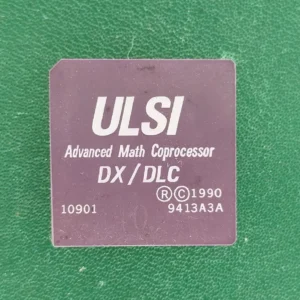 ULSI
Advanced Math Coprocessor
DX/DLC
®©1990
10901 9413A3A